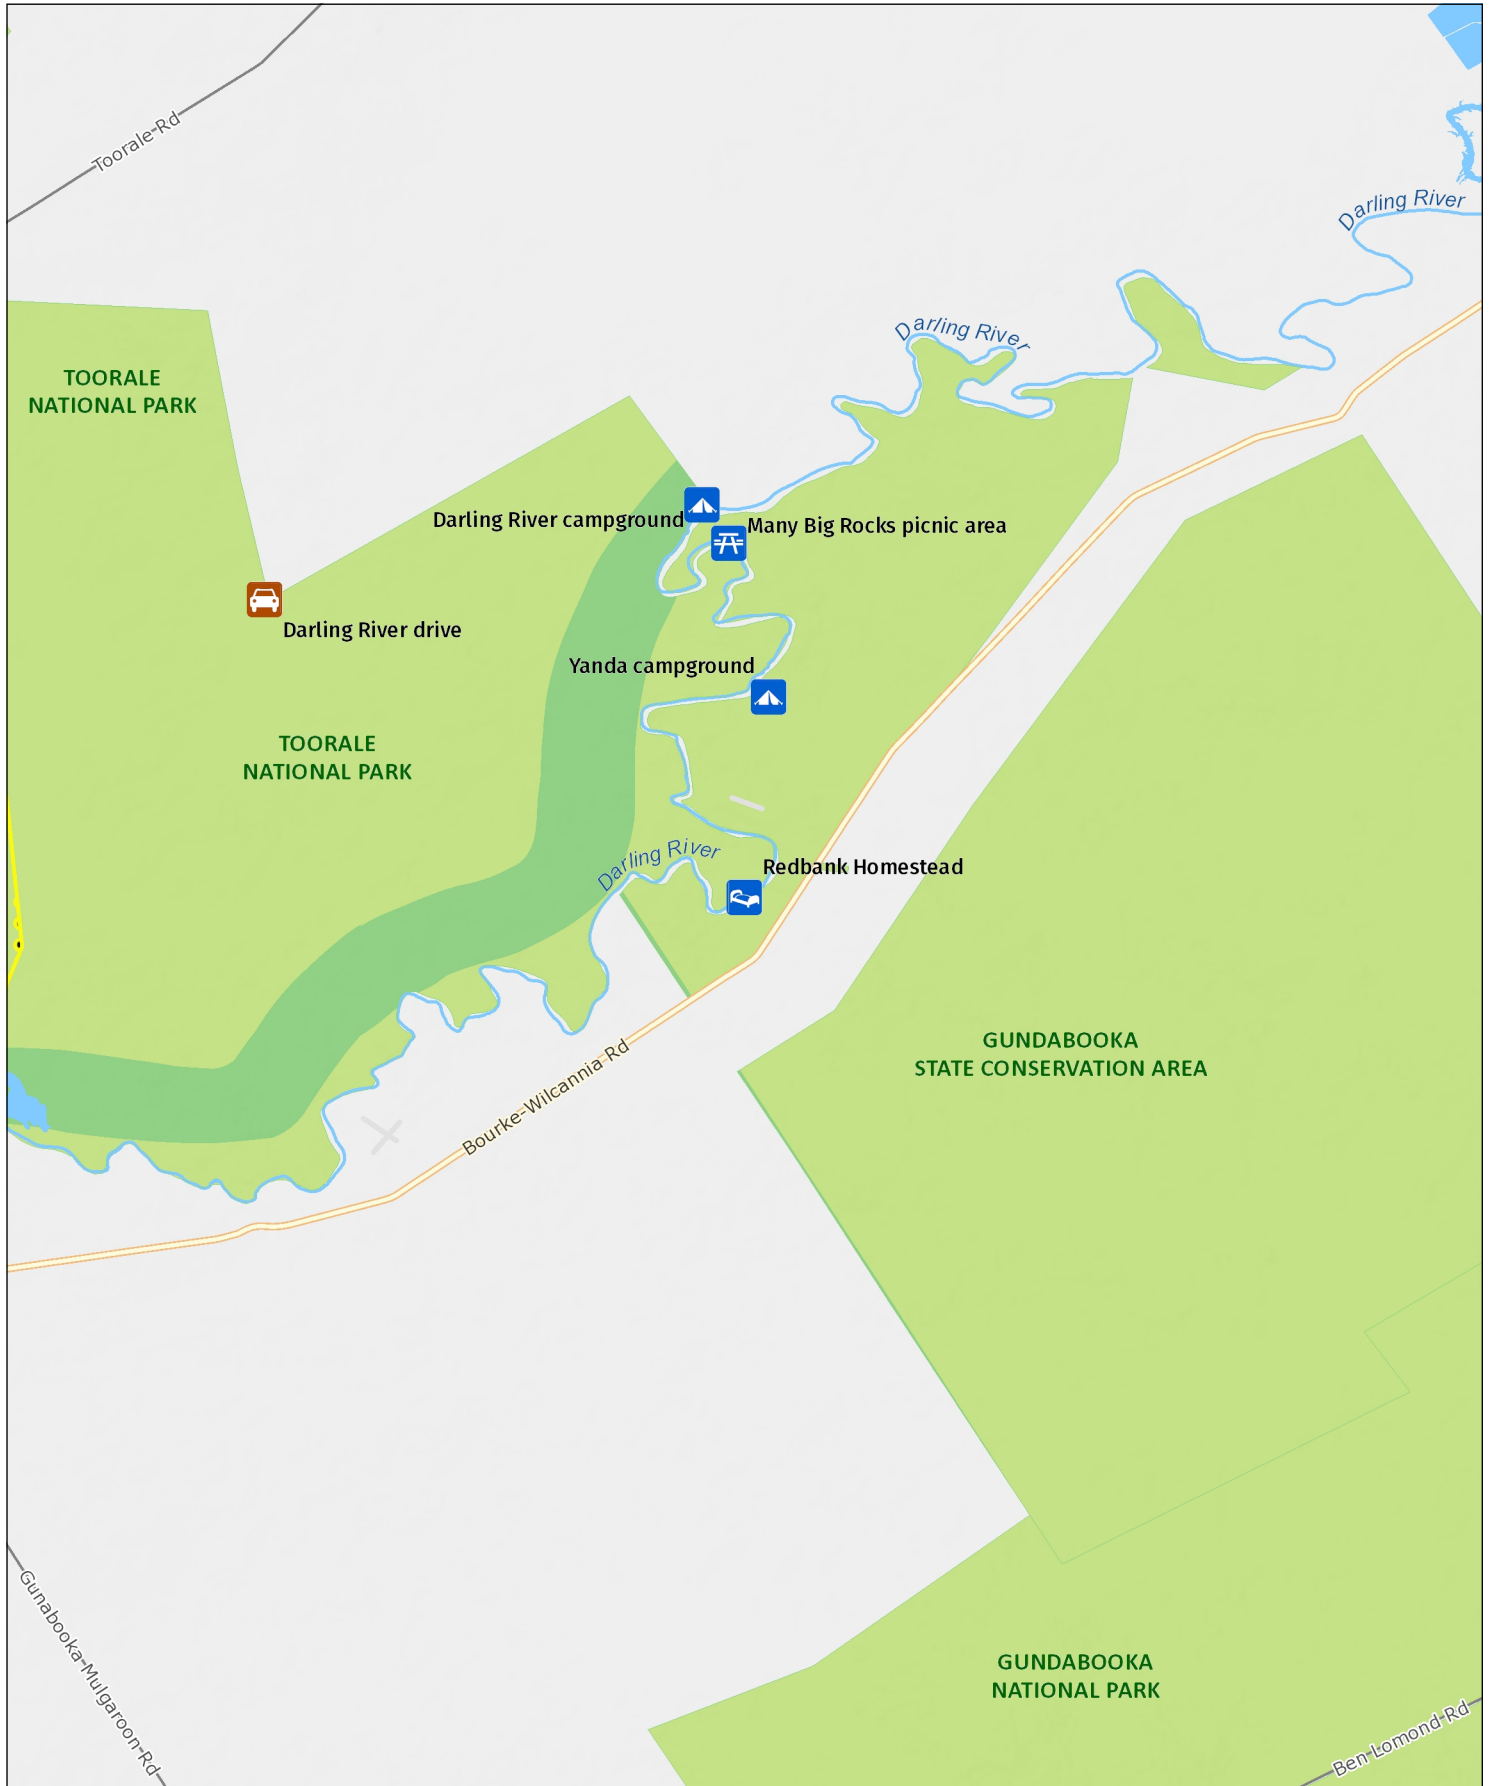 Toorale Rd
Darling River
Darling River
TOORALE
NATIONAL PARK
Darling River campground
Many Big Rocks picnic area
Darling River drive
Yanda campground
TOORALE
NATIONAL PARK
Darling River
Redbank Homestead
GUNDABOOKA
STATE CONSERVATION AREA
Bourke-Wilcannia Rd
Gunabooka-Mulgaroon-Rd
GUNDABOOKA
NATIONAL PARK
Ben Lomond-Rd